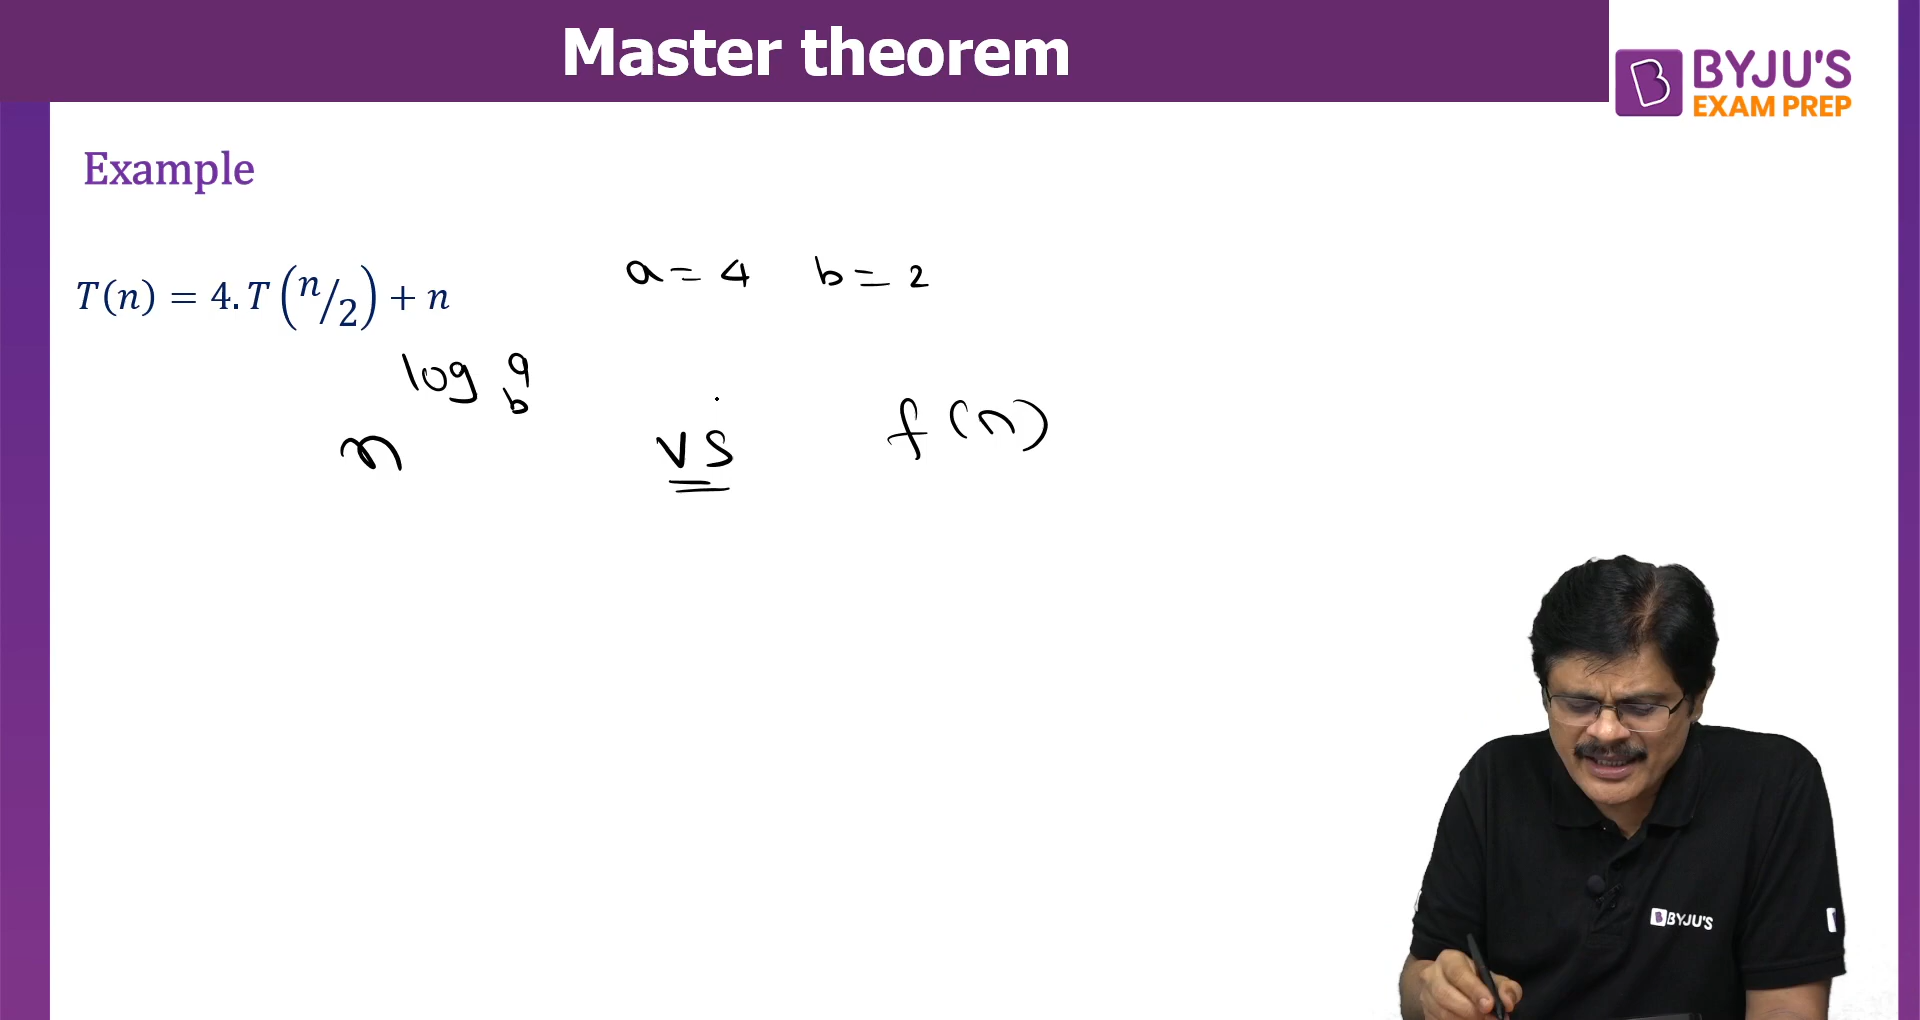 Master theorem
BYJU'S
EXAM PREP
Example
T(n) = 4.T(n/2) + n
a = 4 b = 2
log a
b
n vs f(n)
BYJU'S